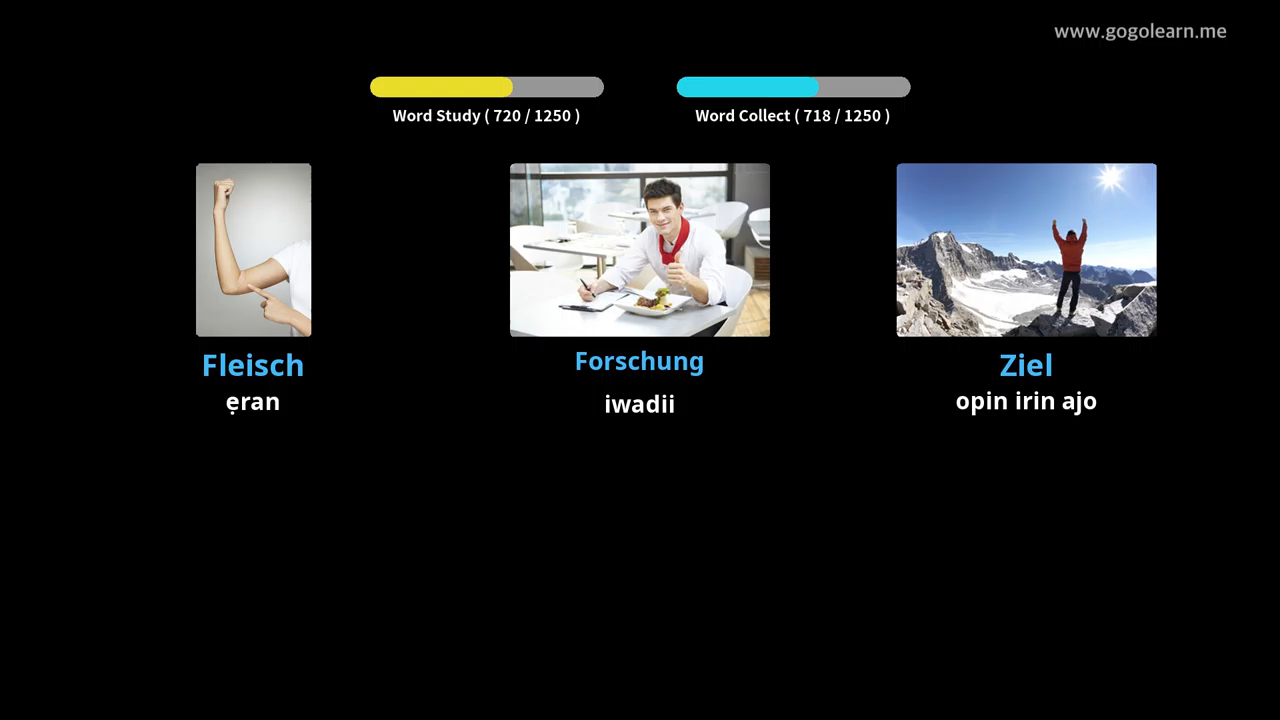 www.gogolearn.me
Word Study ( 720 / 1250 )
Word Collect ( 718 / 1250 )
Fleisch
ẹran
Forschung
iwadii
Ziel
opin irin ajo